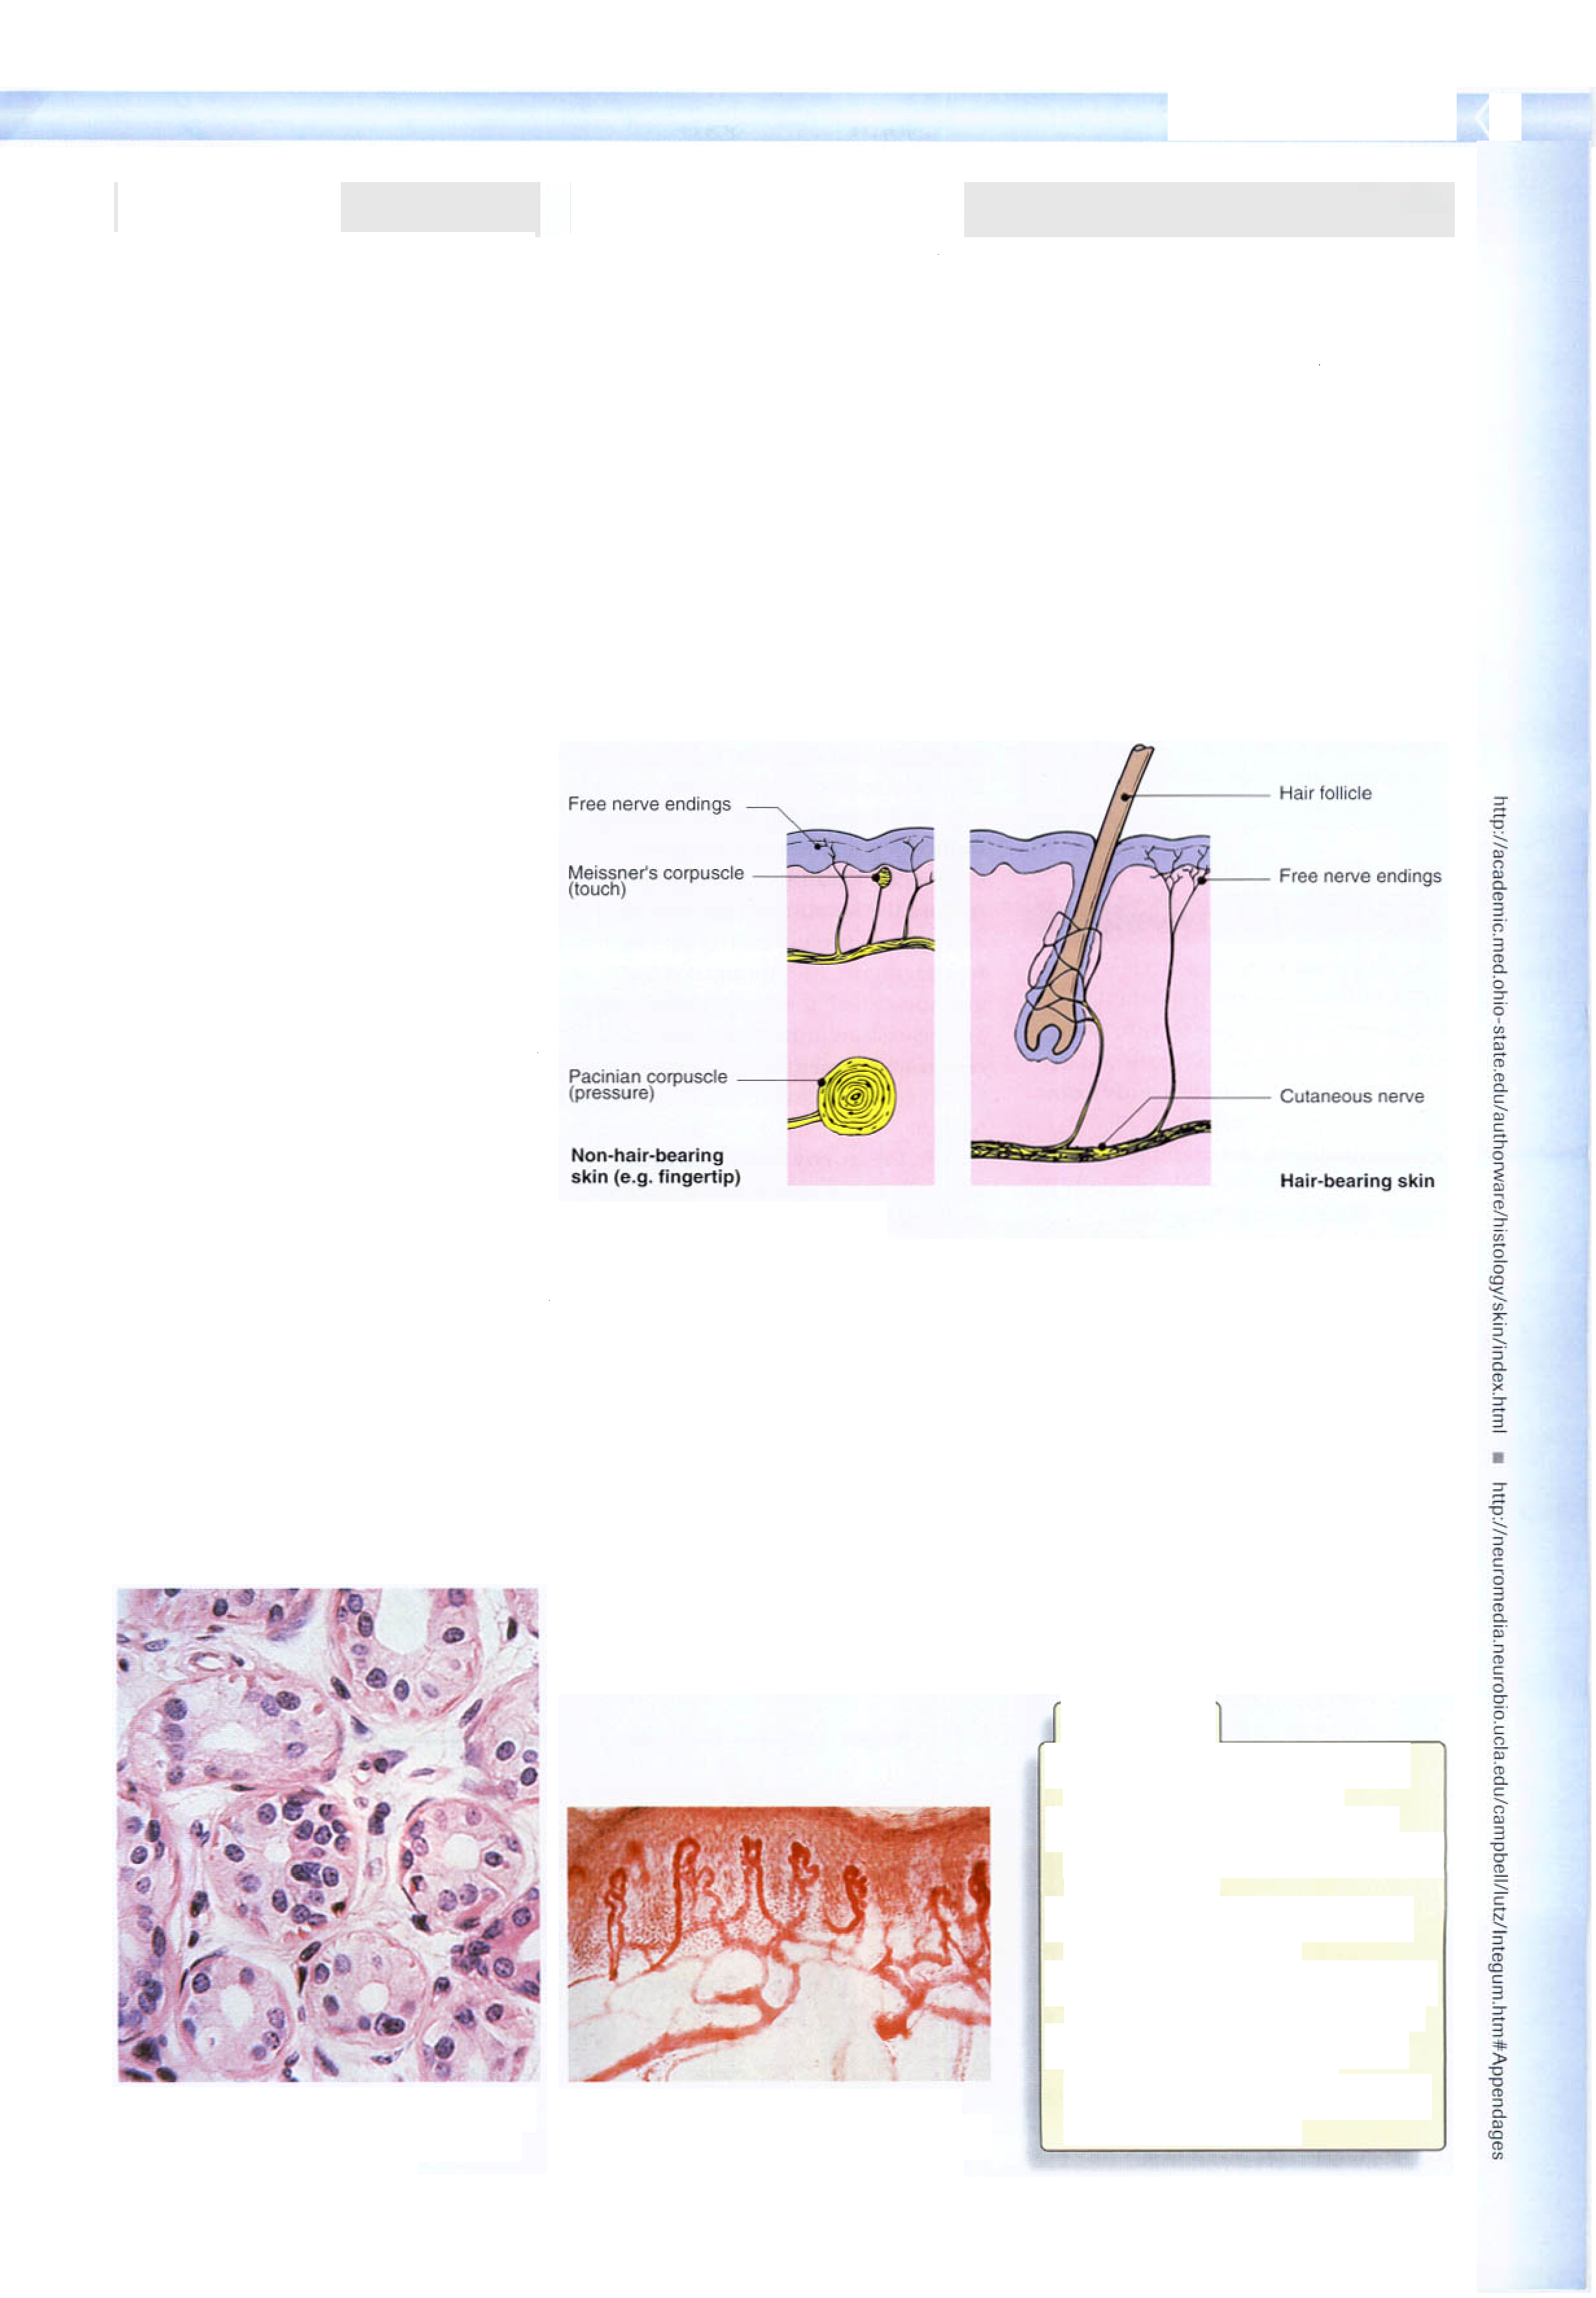 Free nerve endings
Meissner's corpuscle
(touch)
Pacinian corpuscle
(pressure)
Non-hair-bearing
skin (e.g. fingertip)
Hair follicle
Free nerve endings
Cutaneous nerve
Hair-bearing skin
http://academic.med.ohio-state.edu/authorware/histology/skin/index.html ■ http://neuromedia.neurobio.ucla.edu/campbell/lutz/Integum.htm#Appendages